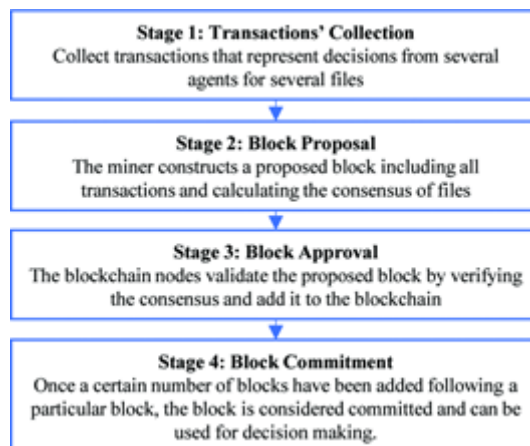 Stage 1: Transactions' Collection
Collect transactions that represent decisions from several
agents for several files
Stage 2: Block Proposal
The miner constructs a proposed block including all
transactions and calculating the consensus of files
Stage 3: Block Approval
The blockchain nodes validate the proposed block by verifying
the consensus and add it to the blockchain
Stage 4: Block Commitment
Once a certain number of blocks have been added following a
particular block, the block is considered committed and can be
used for decision making.